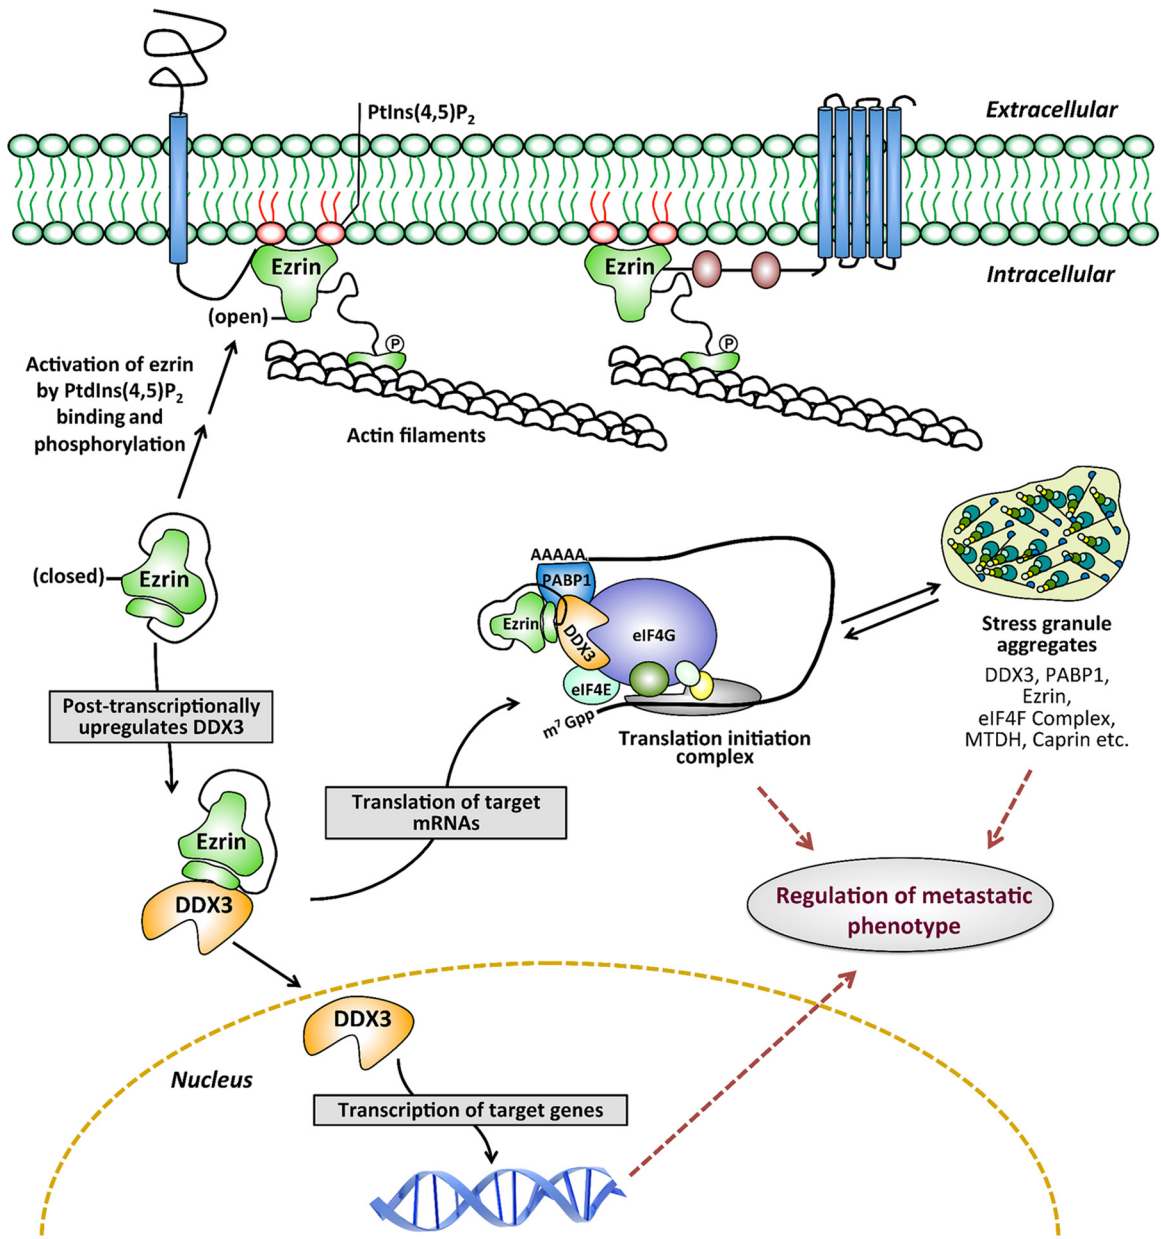 PtIns(4,5)P₂
Extracellular
Intracellular
Ezrin
Ezrin
(open)
P
P
Activation of ezrin
by PtdIns(4,5)P₂
binding and
phosphorylation
Actin filaments
(closed)
Ezrin
AAAAA
PABP1
Ezrin
DDX3
eIF4G
eIF4E
m⁷ Gpp
Translation initiation
complex
Stress granule
aggregates
DDX3, PABP1,
Ezrin,
eIF4F Complex,
MTDH, Caprin etc.
Post-transcriptionally
upregulates DDX3
Translation of target
mRNAs
Ezrin
DDX3
Regulation of metastatic
phenotype
DDX3
Nucleus
Transcription of target genes